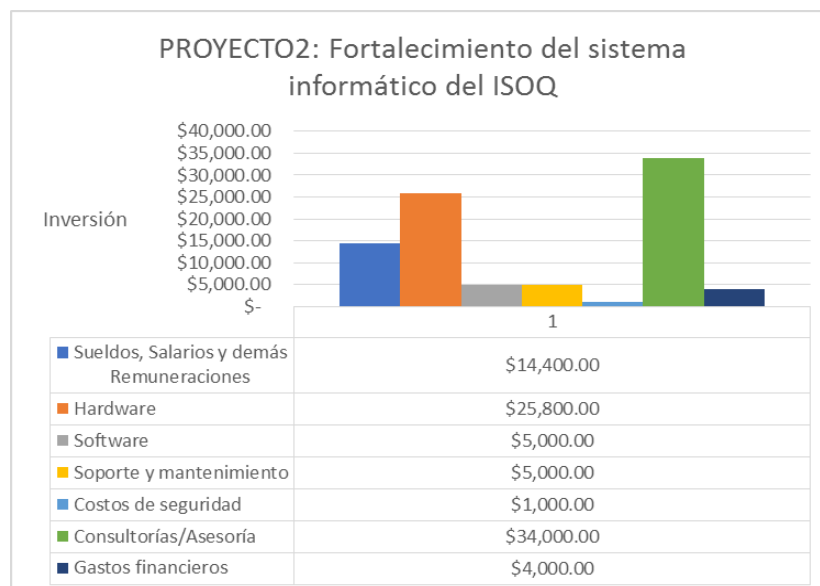 PROYECTO2: Fortalecimiento del sistema
informático del ISOQ
$40,000.00
$35,000.00
$30,000.00
$25,000.00
Inversión
$20,000.00
$15,000.00
$10,000.00
$5,000.00
$-
1
Sueldos, Salarios y demás
Remuneraciones
$14,400.00
Hardware $25,800.00
Software $5,000.00
Soporte y mantenimiento $5,000.00
Costos de seguridad $1,000.00
Consultorías/Asesoría $34,000.00
Gastos financieros $4,000.00